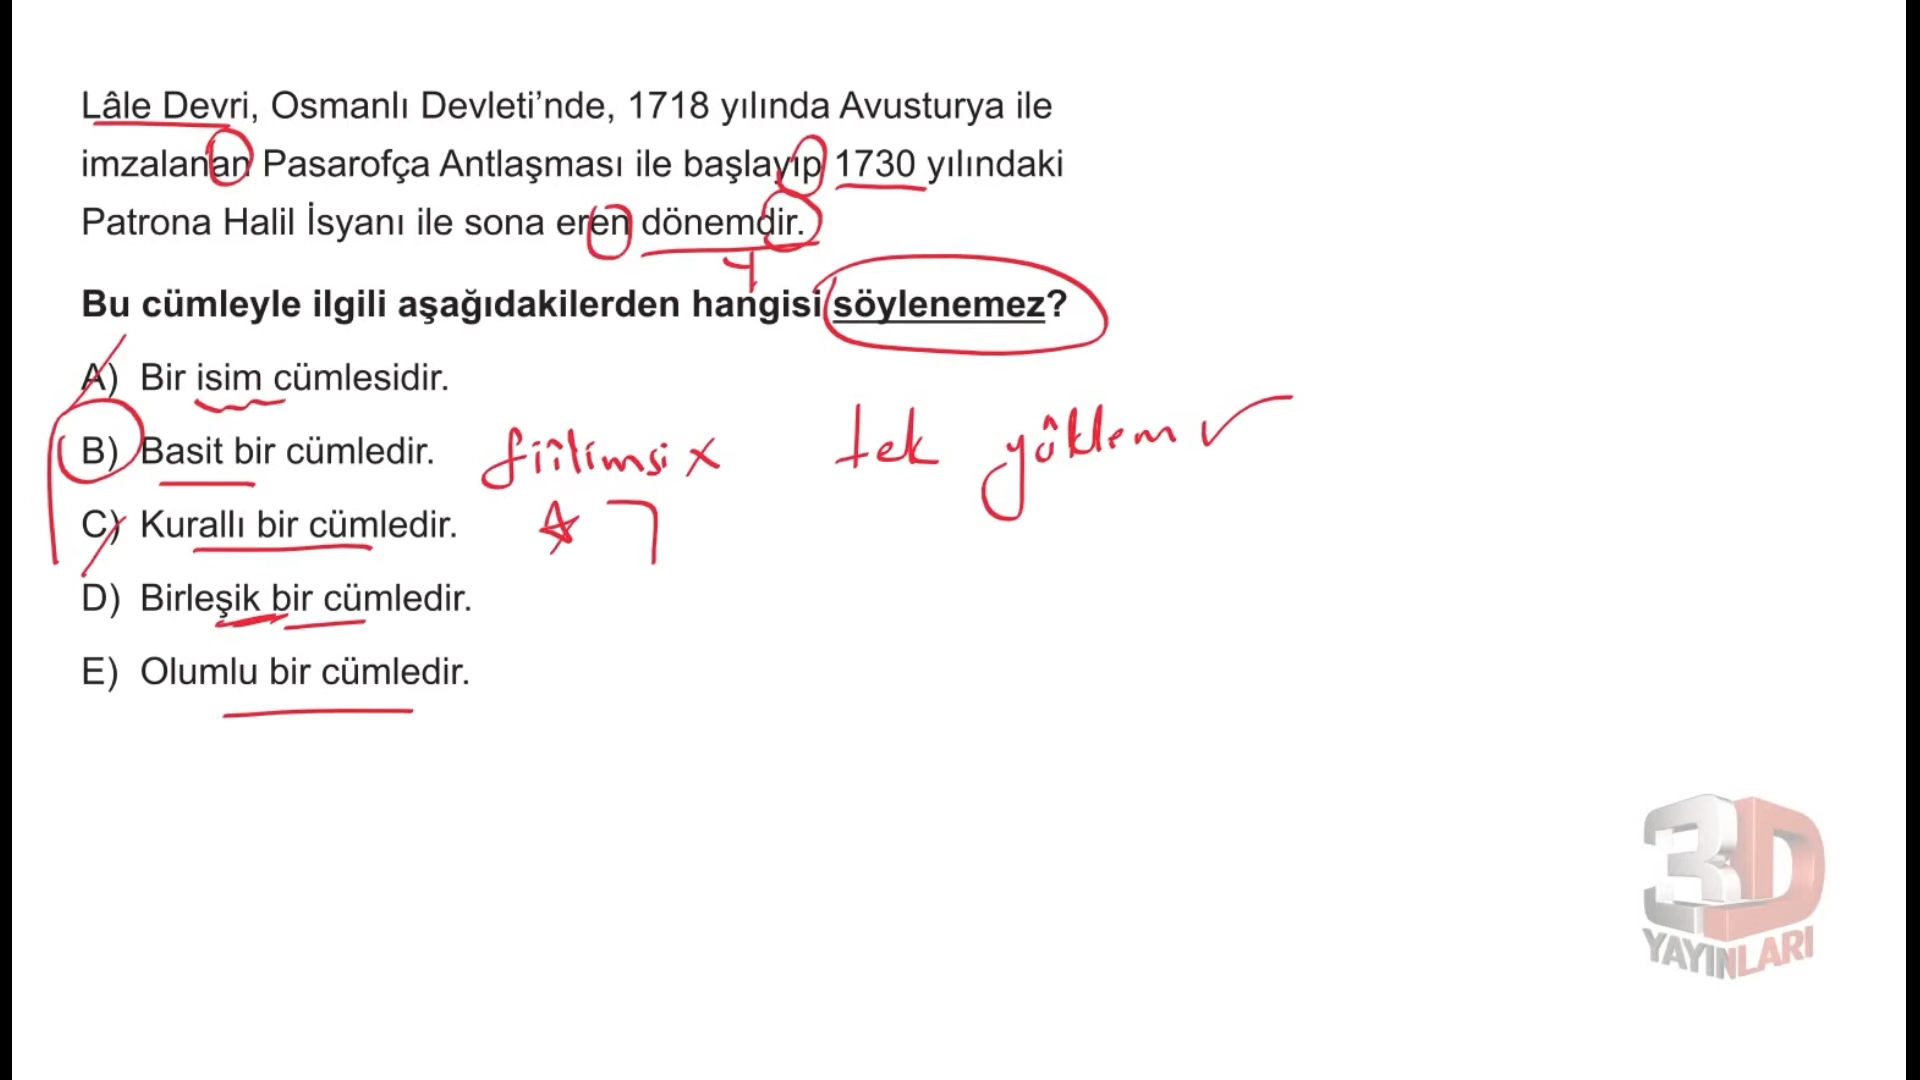 Lâle Devri, Osmanlı Devleti’nde, 1718 yılında Avusturya ile
imzalanan Pasarofça Antlaşması ile başlayıp 1730 yılındaki
Patrona Halil İsyanı ile sona eren dönemdir.
Y
Bu cümleyle ilgili aşağıdakilerden hangisi söylenemez?
A) Bir isim cümlesidir.
B) Basit bir cümledir. fiilimsi x tek yüklem ✓
C) Kurallı bir cümledir.
D) Birleşik bir cümledir.
E) Olumlu bir cümledir.
3D
YAYINLARI